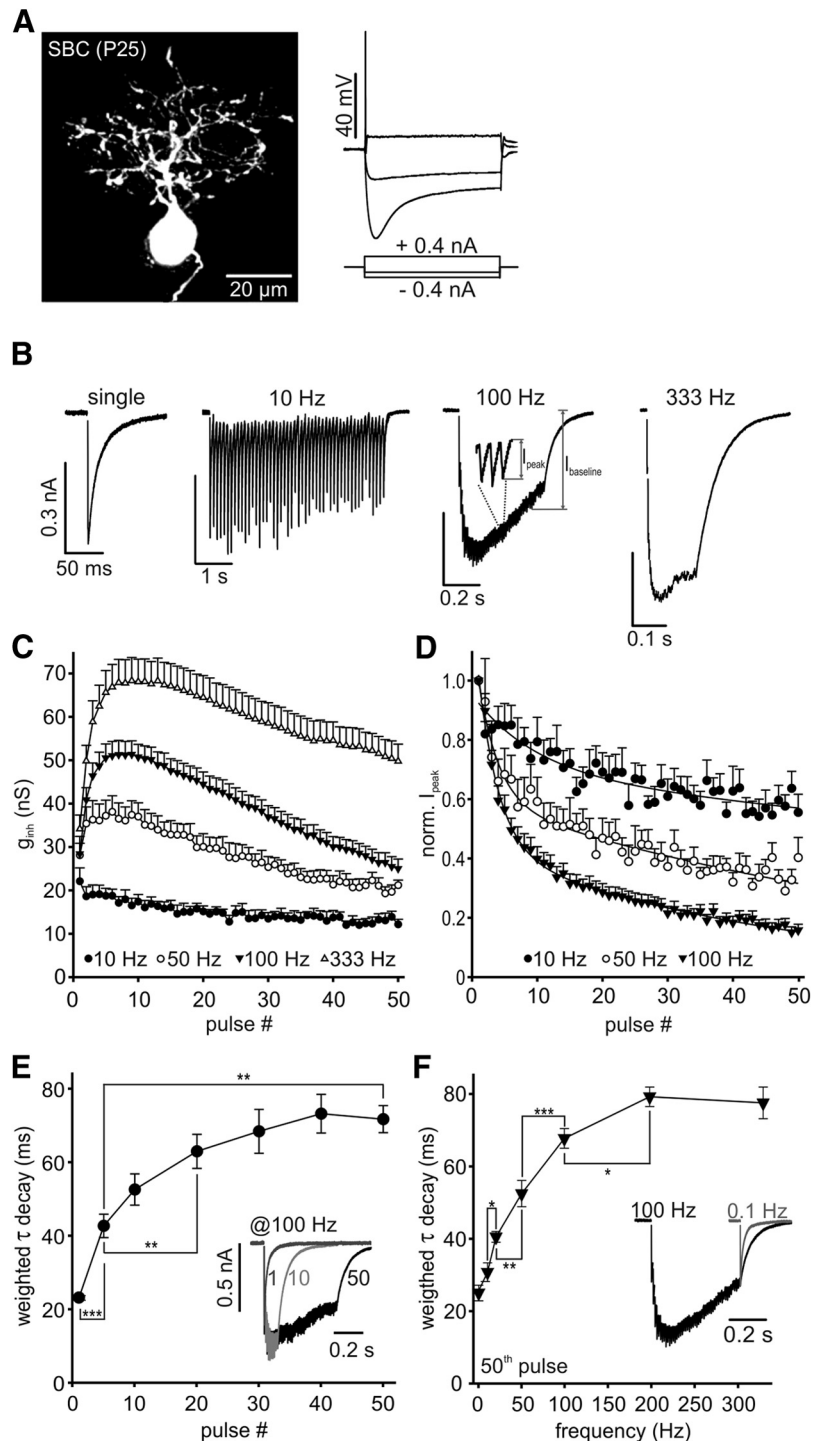 A
SBC (P25)
20 µm
40 mV
+ 0.4 nA
- 0.4 nA
B
single
10 Hz
100 Hz
333 Hz
0.3 nA
50 ms
1 s
I peak
I baseline
0.2 s
0.1 s
C
g inh (nS)
70
60
50
40
30
20
10
0
●10 Hz ○50 Hz ▼100 Hz △333 Hz
0 10 20 30 40 50
pulse #
D
norm. I peak
1.0
0.8
0.6
0.4
0.2
0
●10 Hz ○50 Hz ▼100 Hz
0 10 20 30 40 50
pulse #
E
weighted τ decay (ms)
80
60
40
20
0
**
**
***
@100 Hz
0.5 nA
1 10 50
0.2 s
0 10 20 30 40 50
pulse #
F
weigthed τ decay (ms)
80
60
40
20
0
***
*
*
**
100 Hz
0.1 Hz
0.2 s
50th pulse
0 50 100 150 200 250 300
frequency (Hz)